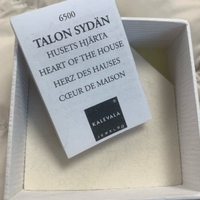 6500
TALON SYDÄN
HUSETS HJÄRTA
HEART OF THE HOUSE
HERZ DES HAUSES
CŒUR DE MAISON
KALEVALA
JEWELRY